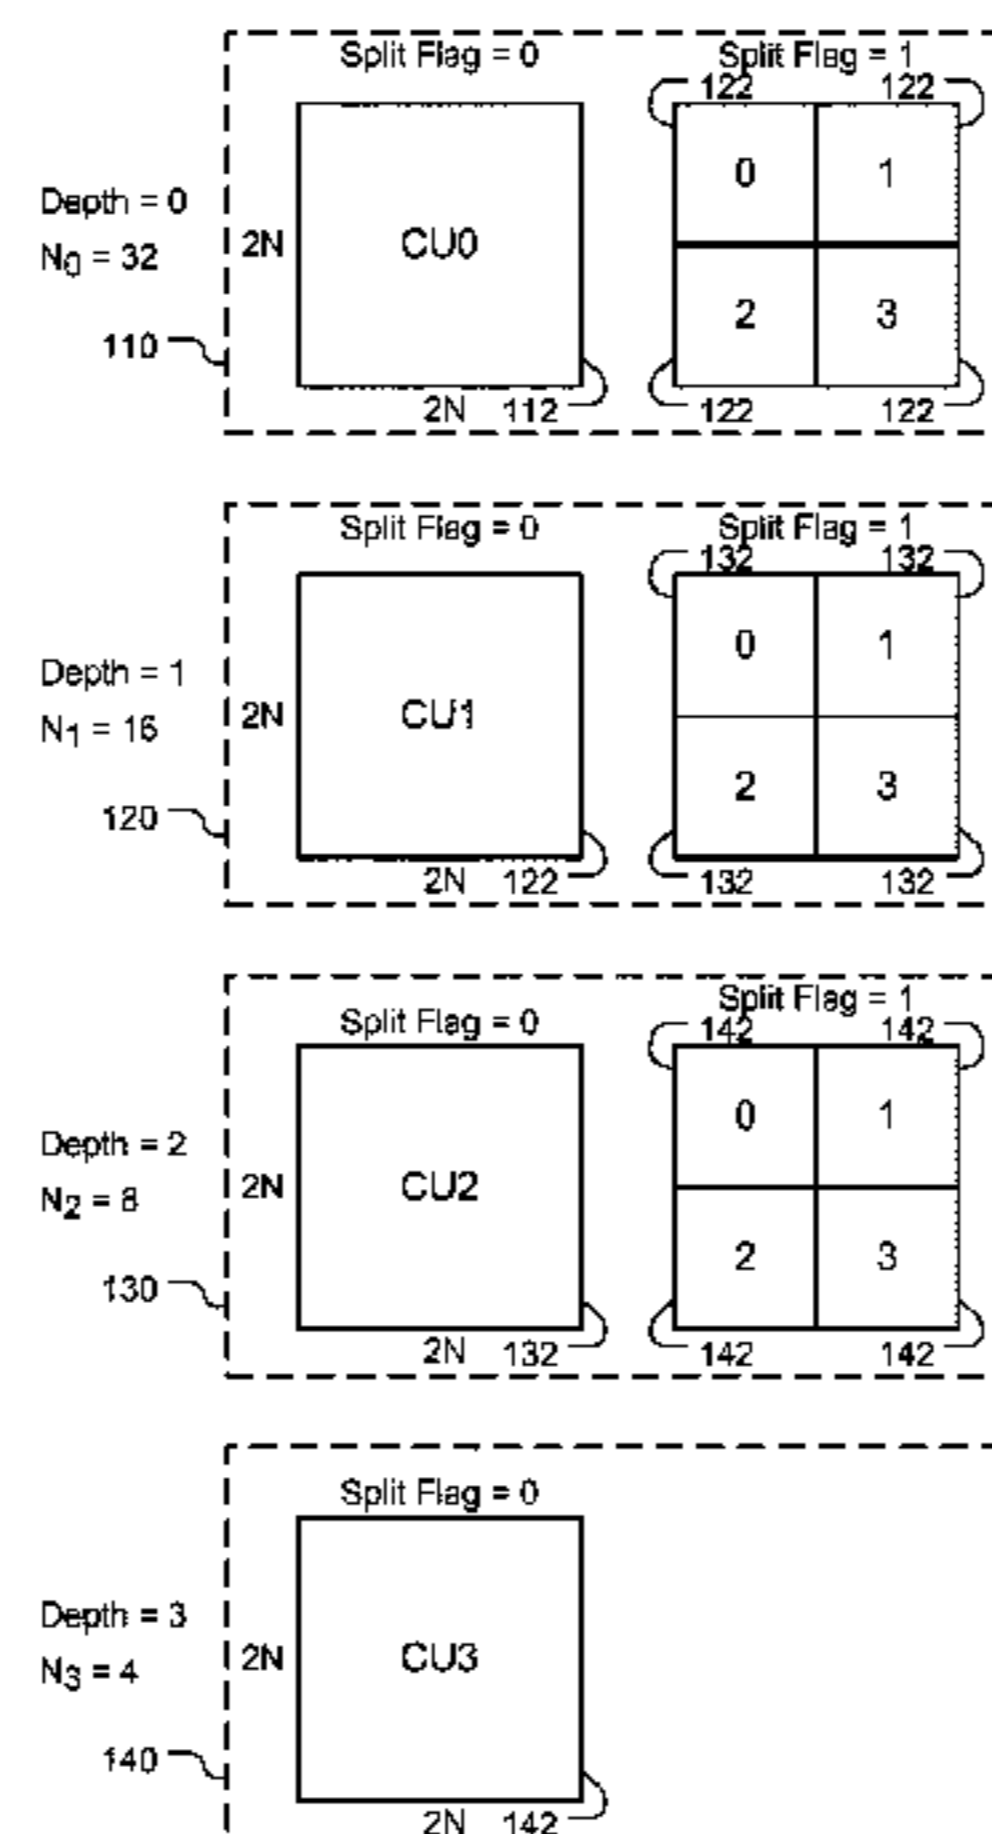 Split Flag = 0 Split Flag = 1
122 122
0 1
Depth = 0
N0 = 32
2N CU0
2 3
110
2N 112 122 122
Split Flag = 0 Split Flag = 1
132 132
0 1
Depth = 1
N1 = 16
2N CU1
2 3
120
2N 122 132 132
Split Flag = 0 Split Flag = 1
142 142
0 1
Depth = 2
N2 = 8
2N CU2
2 3
130
2N 132 142 142
Split Flag = 0
Depth = 3
N3 = 4
2N CU3
140
2N 142